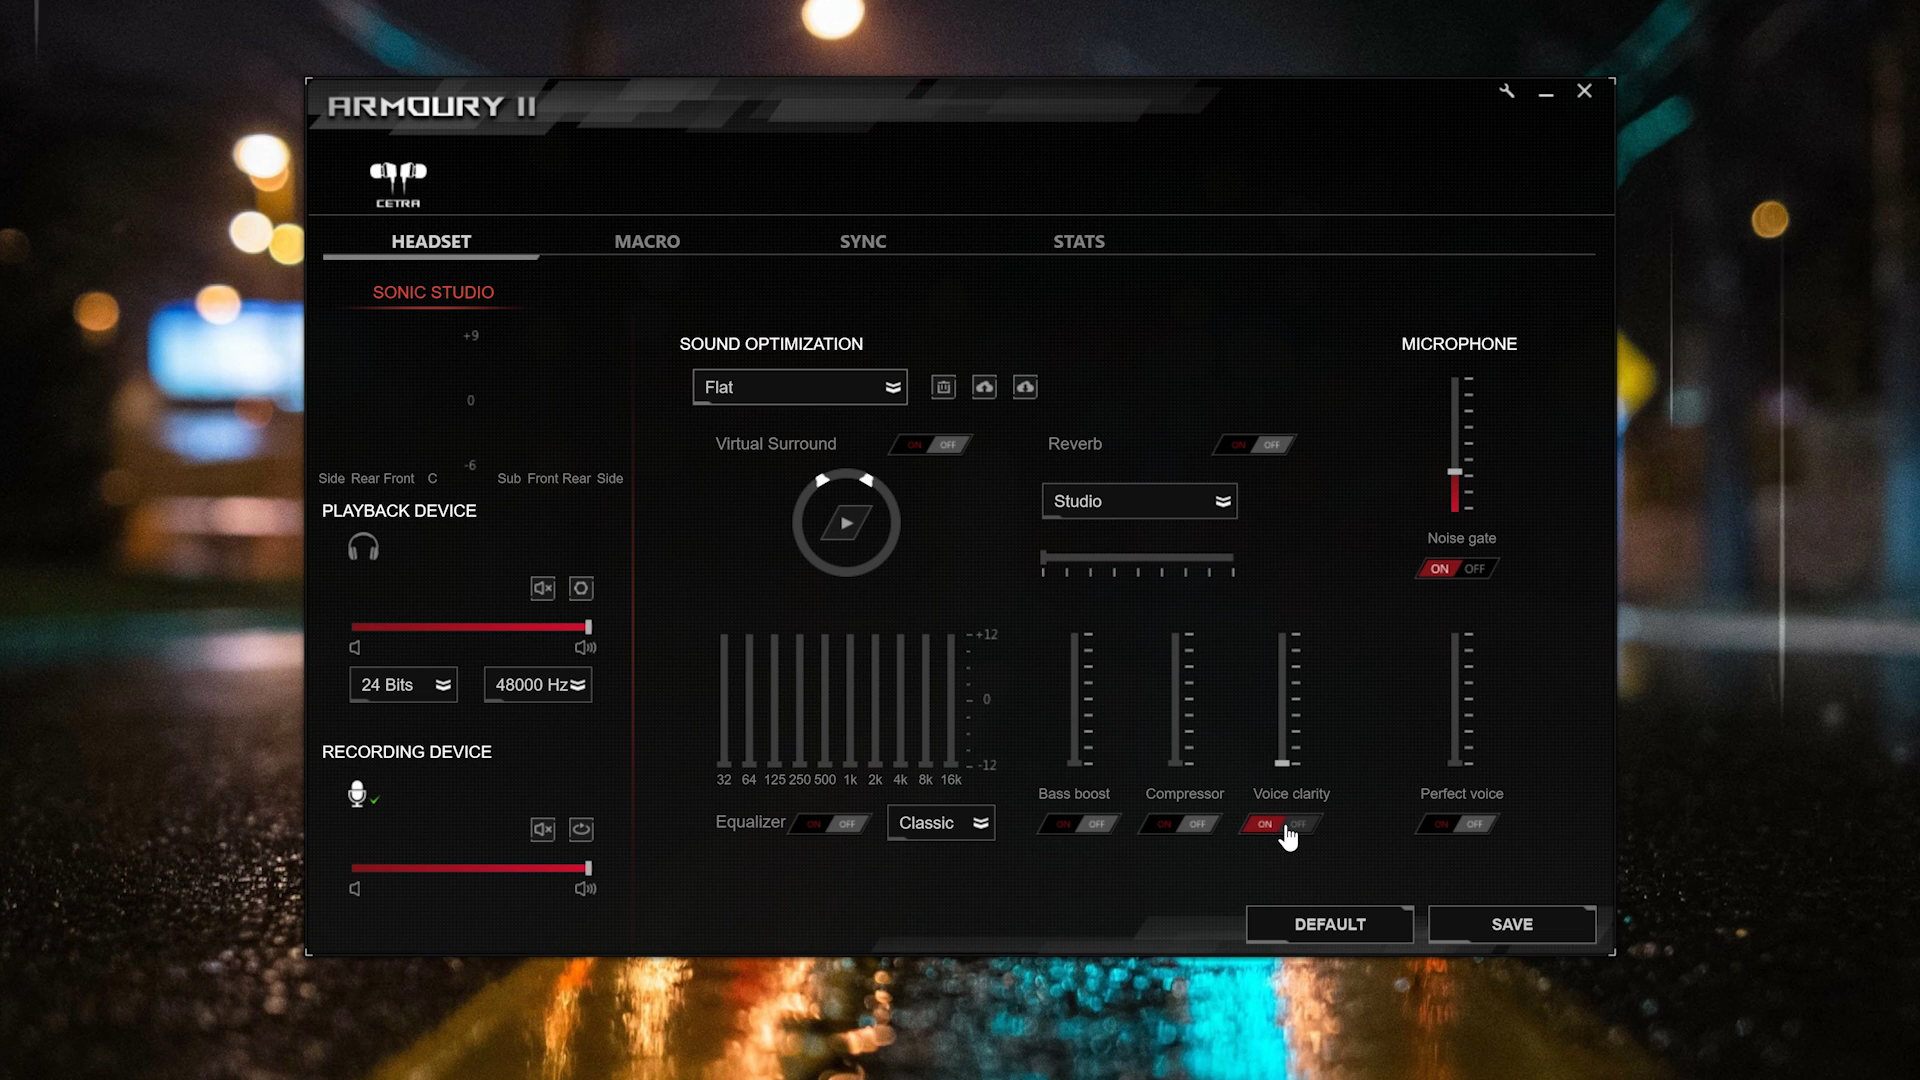 ARMOURY II
CETRA
HEADSET
MACRO
SYNC
STATS
SONIC STUDIO
+9
0
-6
Side Rear Front C Sub Front Rear Side
PLAYBACK DEVICE
24 Bits
48000 Hz
RECORDING DEVICE
SOUND OPTIMIZATION
Flat
Virtual Surround
ON OFF
Reverb
ON OFF
Studio
+12
0
-12
32 64 125 250 500 1k 2k 4k 8k 16k
Equalizer
ON OFF
Classic
Bass boost
ON OFF
Compressor
ON OFF
Voice clarity
ON OFF
MICROPHONE
Noise gate
ON OFF
Perfect voice
ON OFF
DEFAULT
SAVE